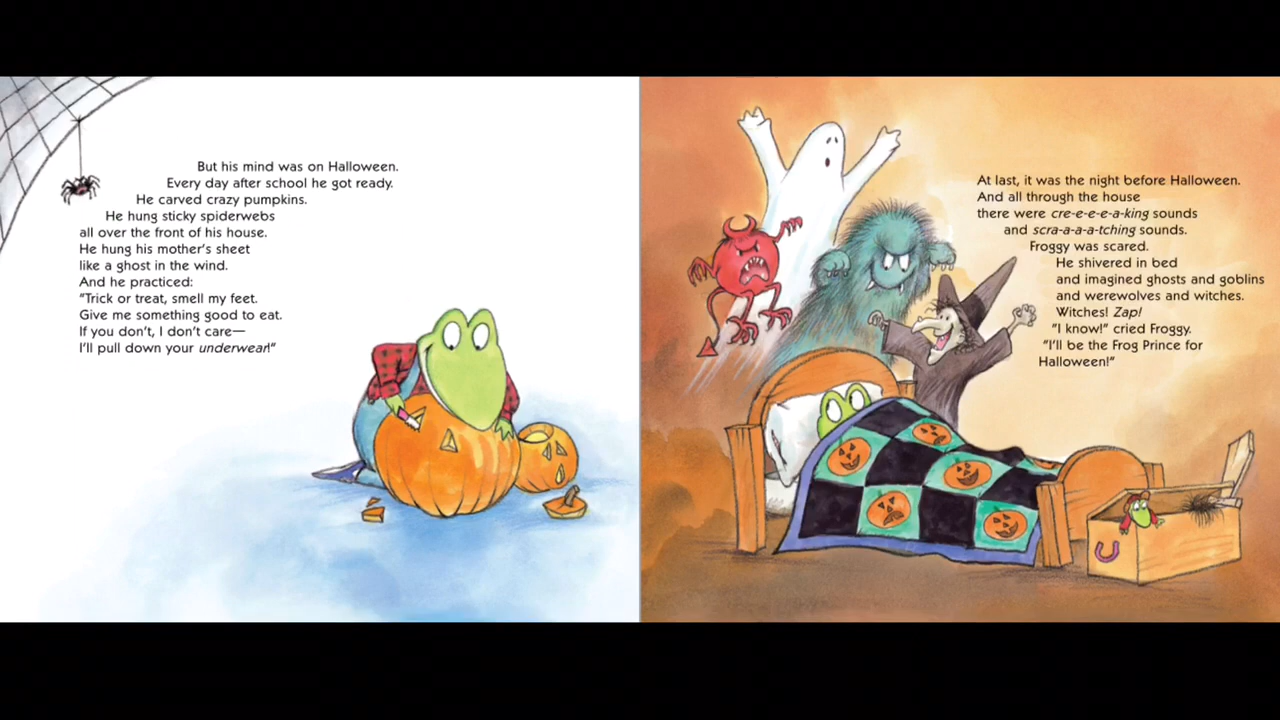 But his mind was on Halloween.
Every day after school he got ready.
He carved crazy pumpkins.
He hung sticky spiderwebs
all over the front of his house.
He hung his mother's sheet
like a ghost in the wind.
And he practiced:
"Trick or treat, smell my feet.
Give me something good to eat.
If you don't, I don't care—
I'll pull down your underwear!"
At last, it was the night before Halloween.
And all through the house
there were cre-e-e-e-a-king sounds
and scra-a-a-a-tching sounds.
Froggy was scared.
He shivered in bed
and imagined ghosts and goblins
and werewolves and witches.
Witches! Zap!
"I know!" cried Froggy.
"I'll be the Frog Prince for
Halloween!"